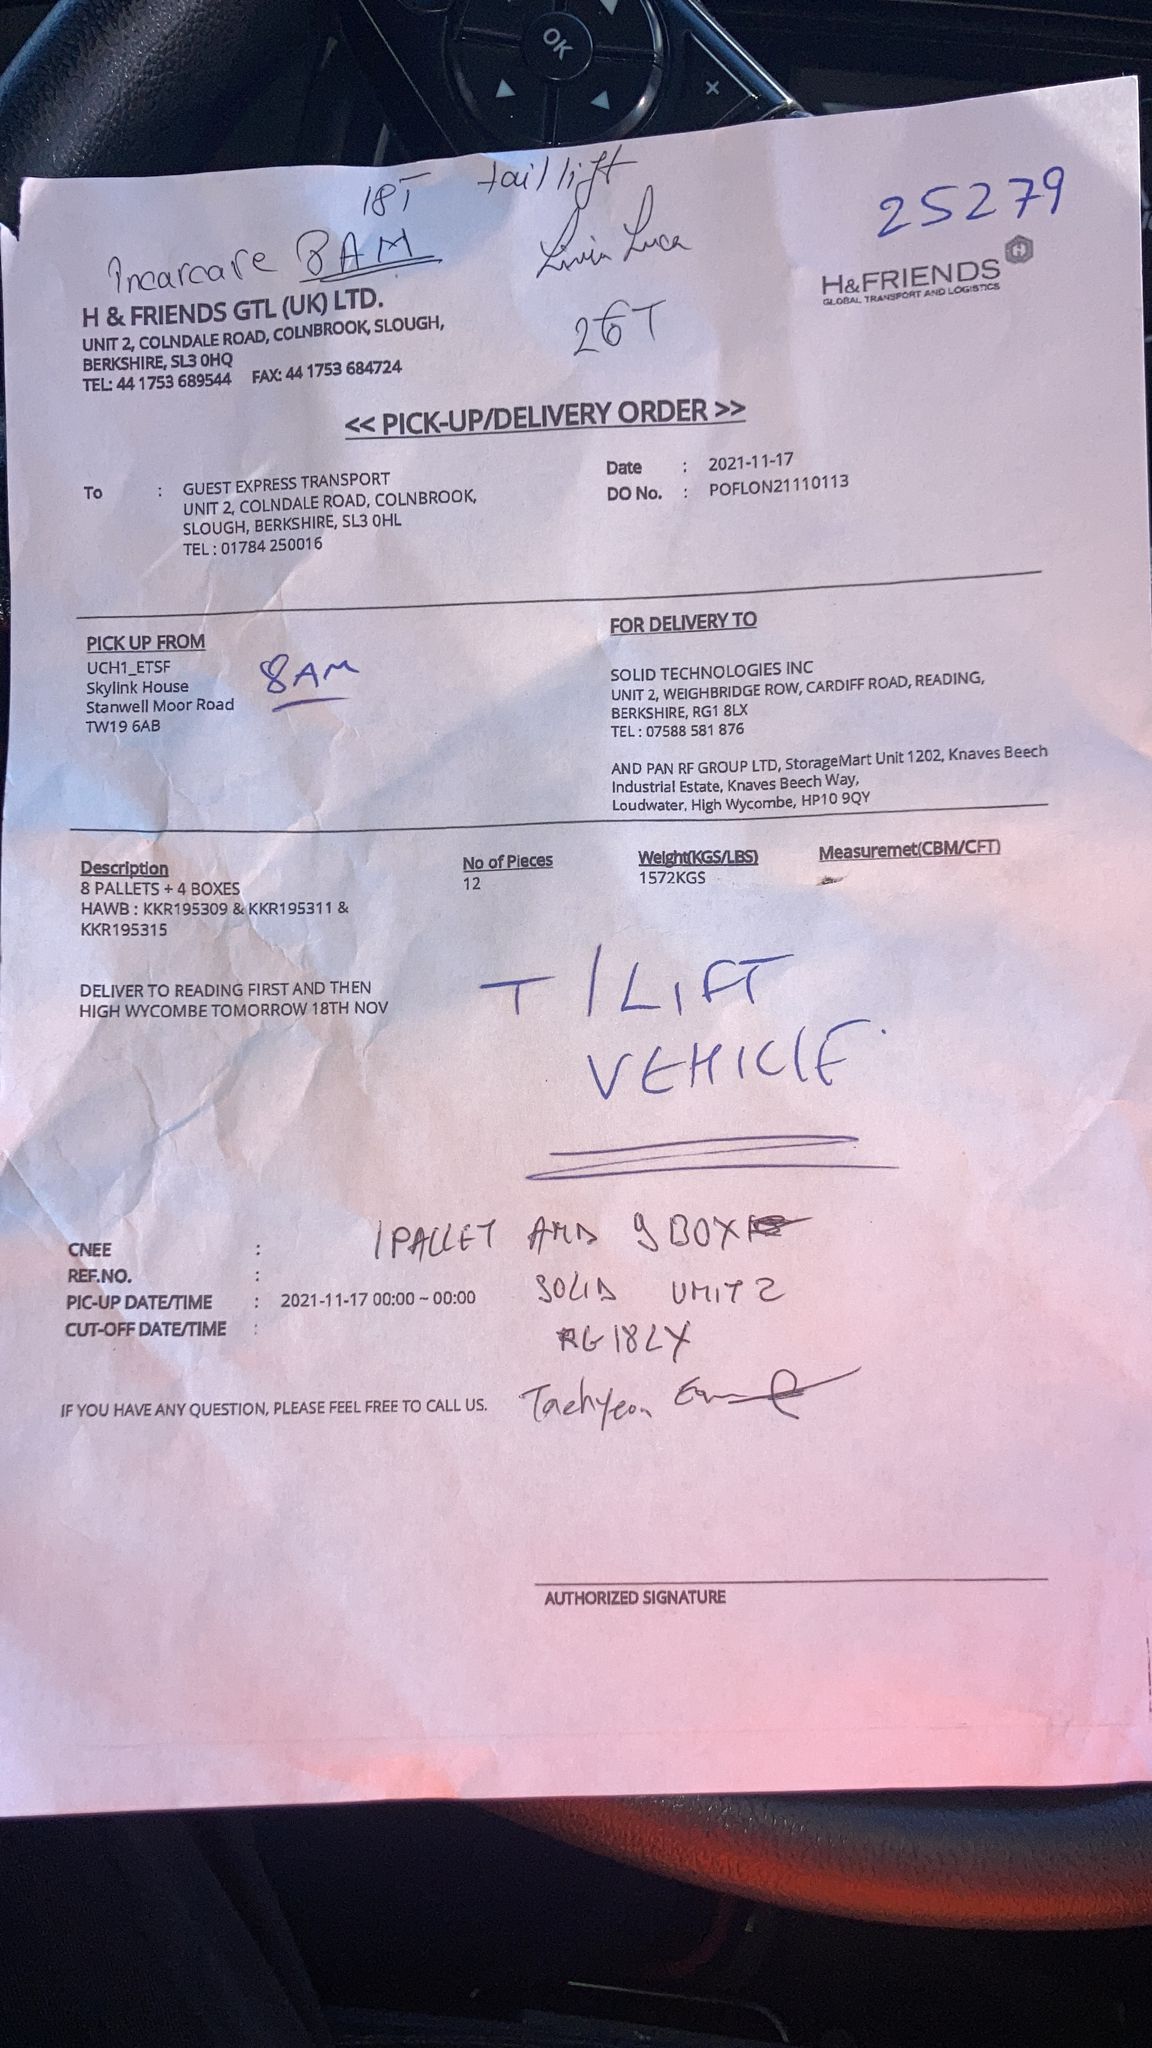 OK
18T tail lift
25279
Incarcare 8AM
Livin Luca
H&FRIENDS
GLOBAL TRANSPORT AND LOGISTICS
H & FRIENDS GTL (UK) LTD.
26T
UNIT 2, COLNDALE ROAD, COLNBROOK, SLOUGH,
BERKSHIRE, SL3 0HQ
TEL: 44 1753 689544 FAX: 44 1753 684724
<< PICK-UP/DELIVERY ORDER >>
To : GUEST EXPRESS TRANSPORT
UNIT 2, COLNDALE ROAD, COLNBROOK,
SLOUGH, BERKSHIRE, SL3 0HL
TEL : 01784 250016
Date : 2021-11-17
DO No. : POFLON21110113
PICK UP FROM
UCH1_ETSF
Skylink House
Stanwell Moor Road
TW19 6AB
8AM
FOR DELIVERY TO
SOLID TECHNOLOGIES INC
UNIT 2, WEIGHBRIDGE ROW, CARDIFF ROAD, READING,
BERKSHIRE, RG1 8LX
TEL : 07588 581 876
AND PAN RF GROUP LTD, StorageMart Unit 1202, Knaves Beech
Industrial Estate, Knaves Beech Way,
Loudwater, High Wycombe, HP10 9QY
Description No of Pieces Weight(KGS/LBS) Measuremet(CBM/CFT)
8 PALLETS + 4 BOXES 12 1572KGS
HAWB : KKR195309 & KKR195311 &
KKR195315
DELIVER TO READING FIRST AND THEN
HIGH WYCOMBE TOMORROW 18TH NOV
T/LIFT
VEHICLE
1 PALLET AND 9 BOX
SOLID UNIT 2
RG18LX
Taehyeon
CNEE :
REF.NO. :
PIC-UP DATE/TIME : 2021-11-17 00:00 ~ 00:00
CUT-OFF DATE/TIME :
IF YOU HAVE ANY QUESTION, PLEASE FEEL FREE TO CALL US.
AUTHORIZED SIGNATURE